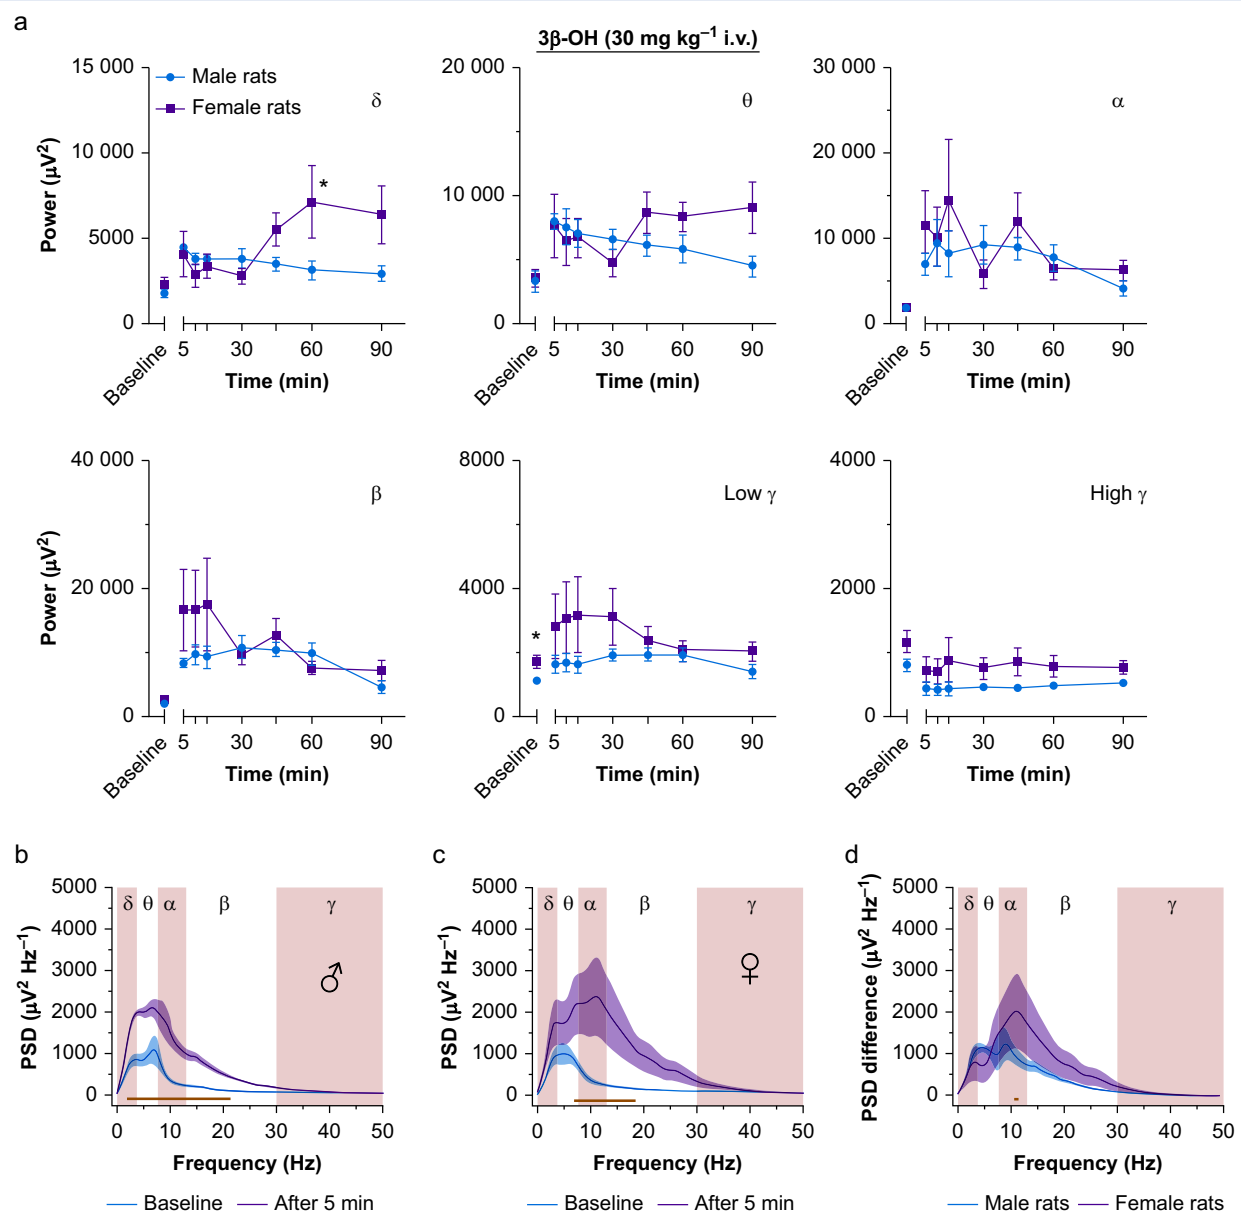 a
3β-OH (30 mg kg⁻¹ i.v.)
Power (μV²)
15 000
10 000
5000
0
Male rats
Female rats
δ
*
Baseline
5 30 60 90
Time (min)
20 000
10 000
0
θ
Baseline
5 30 60 90
Time (min)
30 000
20 000
10 000
0
α
Baseline
5 30 60 90
Time (min)
Power (μV²)
40 000
20 000
0
β
Baseline
5 30 60 90
Time (min)
8000
4000
0
Low γ
*
Baseline
5 30 60 90
Time (min)
4000
2000
0
High γ
Baseline
5 30 60 90
Time (min)
b
PSD (μV² Hz⁻¹)
5000
4000
3000
2000
1000
0
δ θ α β γ
♂
0 10 20 30 40 50
Frequency (Hz)
Baseline After 5 min
c
PSD (μV² Hz⁻¹)
5000
4000
3000
2000
1000
0
δ θ α β γ
♀
0 10 20 30 40 50
Frequency (Hz)
Baseline After 5 min
d
PSD difference (μV² Hz⁻¹)
5000
4000
3000
2000
1000
0
δ θ α β γ
0 10 20 30 40 50
Frequency (Hz)
Male rats Female rats